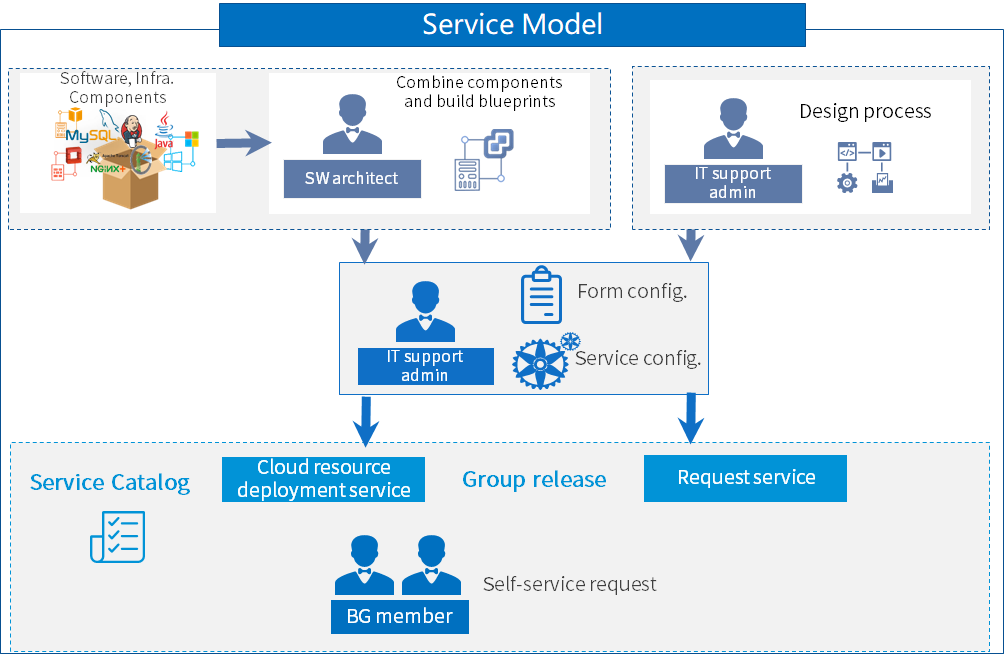 Service Model
Software, Infra.
Components
MySQL
Java
NGINX+
Combine components
and build blueprints
SW architect
Design process
IT support
admin
Form config.
Service config.
IT support
admin
Service Catalog
Cloud resource
deployment service
Group release
Request service
Self-service request
BG member